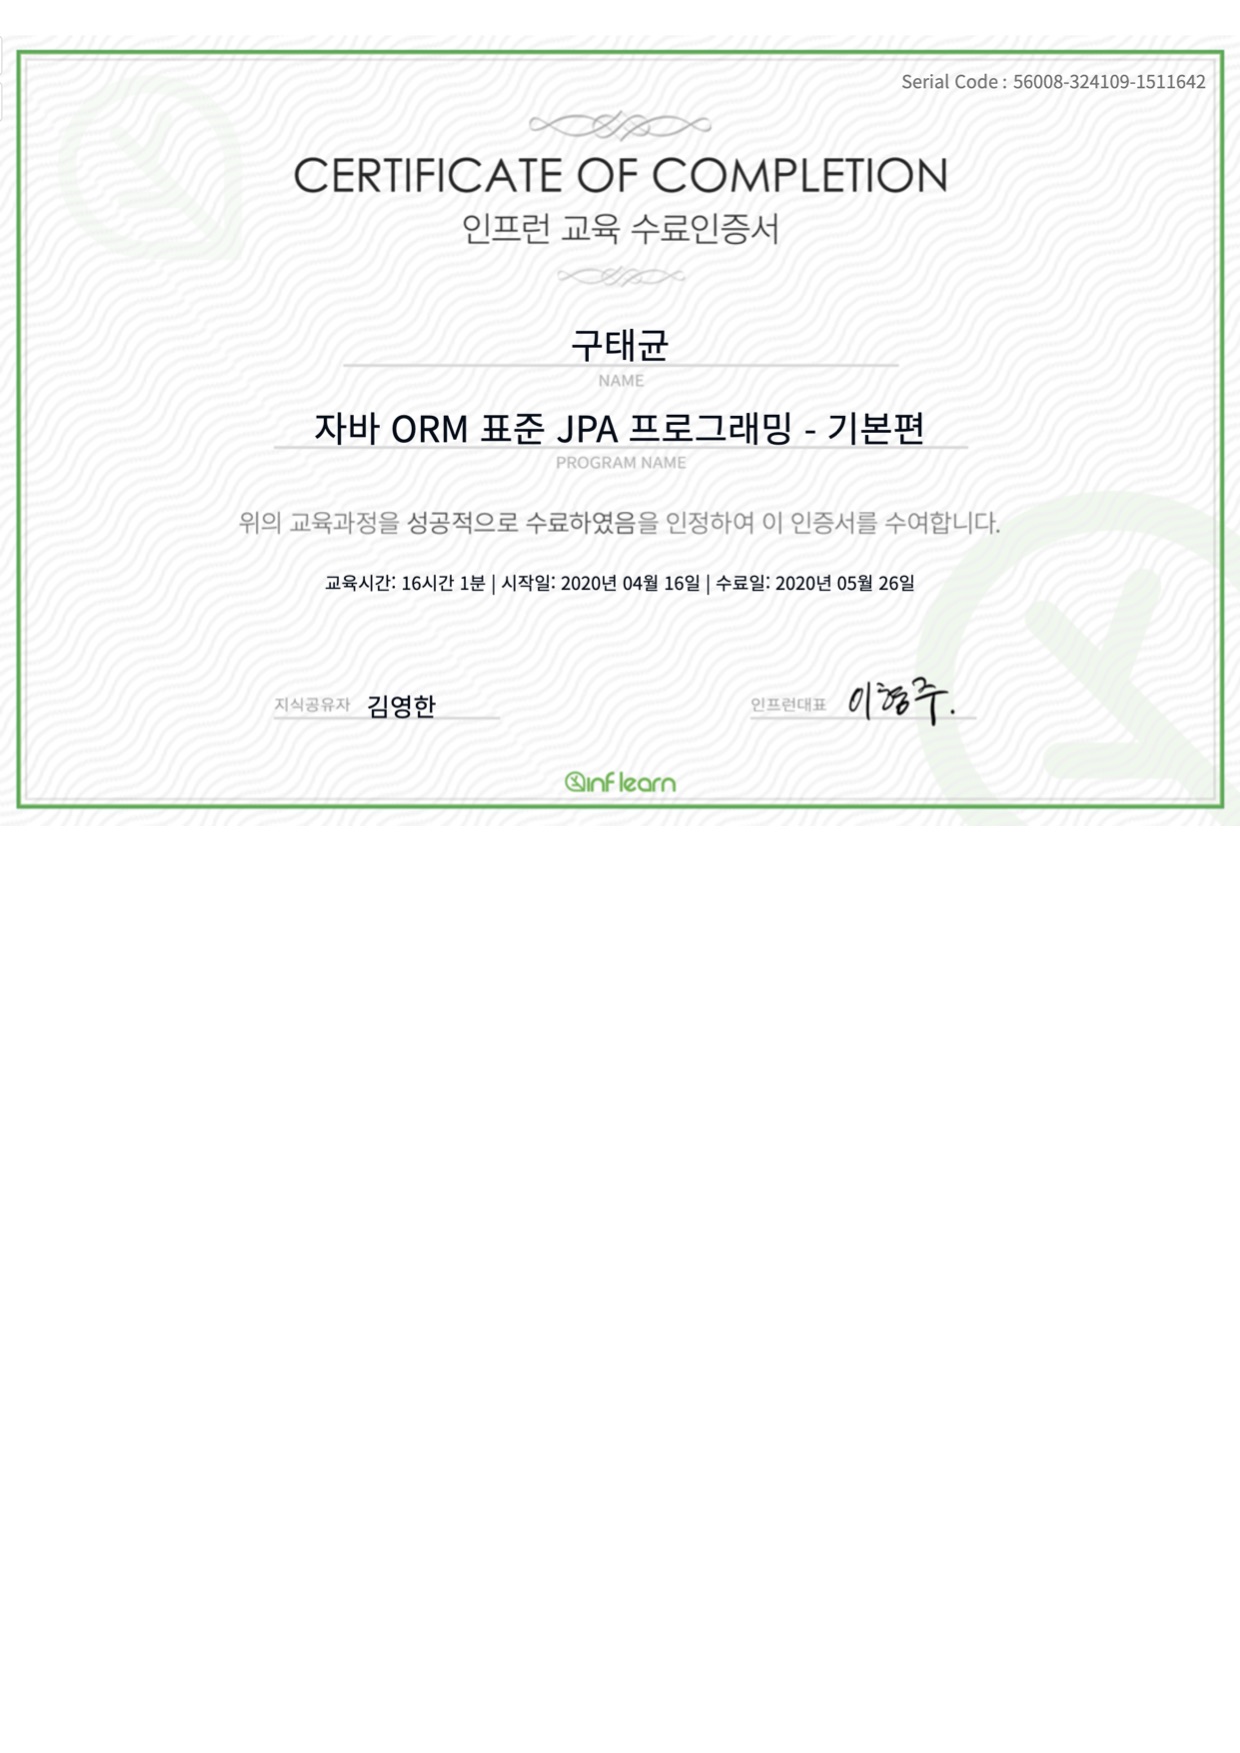 Serial Code : 56008-324109-1511642
CERTIFICATE OF COMPLETION
인프런 교육 수료인증서
구태균
NAME
자바 ORM 표준 JPA 프로그래밍 - 기본편
PROGRAM NAME
위의 교육과정을 성공적으로 수료하였음을 인정하여 이 인증서를 수여합니다.
교육시간: 16시간 1분 | 시작일: 2020년 04월 16일 | 수료일: 2020년 05월 26일
지식공유자 김영한
인프런대표 이형주.
inflearn